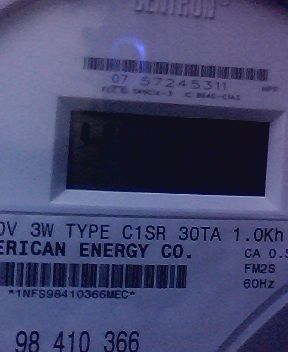 CENTRON
07 57245311
0V 3W TYPE C1SR 30TA 1.0Kh
ERICAN ENERGY CO.
CA 0.5
FM2S
60Hz
*1NFS98410366MEC*
98 410 366